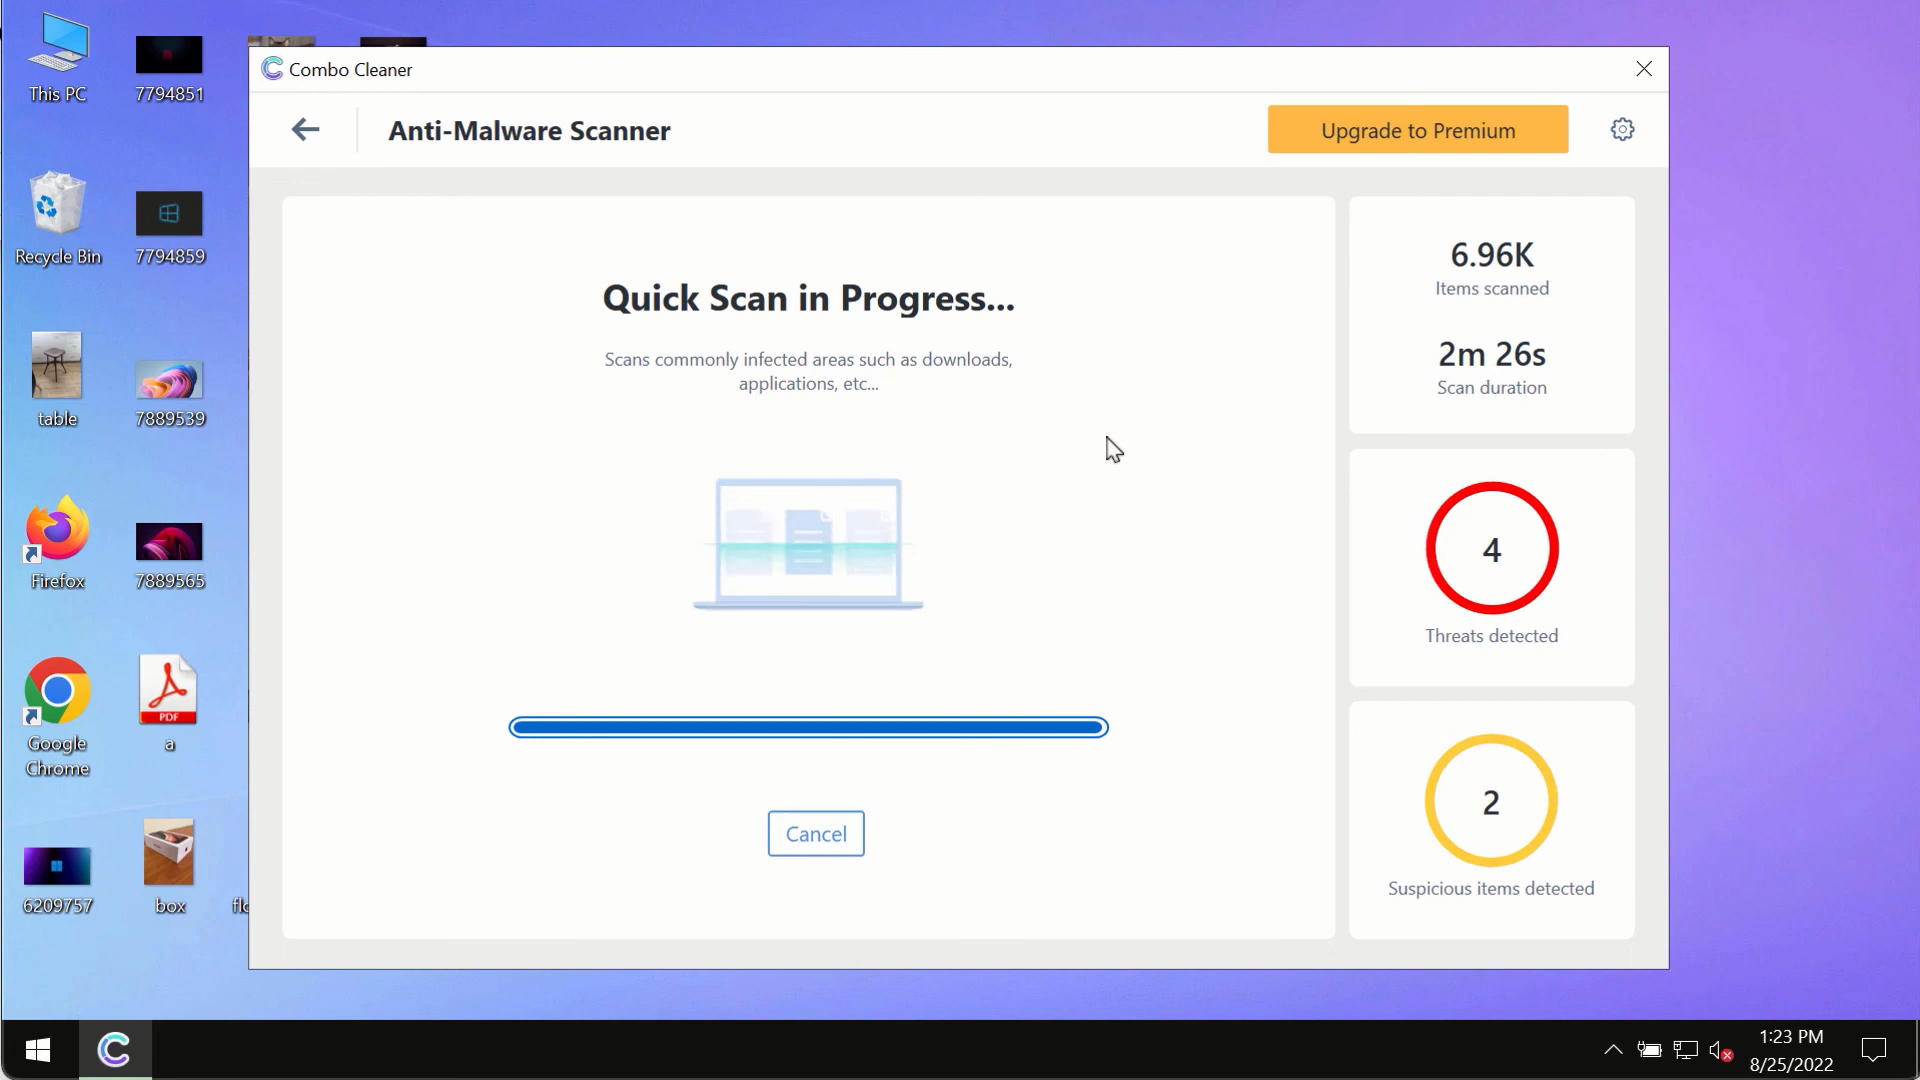 This PC
7794851
Recycle Bin
7794859
table
7889539
Firefox
7889565
Google
Chrome
PDF
a
6209757
box
Combo Cleaner
Anti-Malware Scanner
Upgrade to Premium
Quick Scan in Progress...
Scans commonly infected areas such as downloads,
applications, etc...
Cancel
6.96K
Items scanned
2m 26s
Scan duration
4
Threats detected
2
Suspicious items detected
1:23 PM
8/25/2022